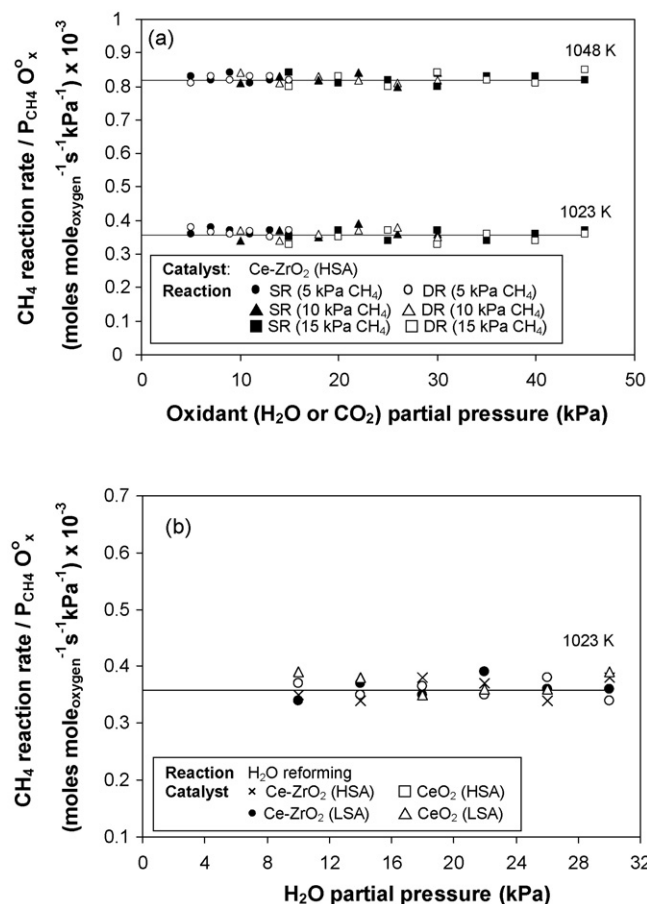 (a)
1048 K
1023 K
CH4 reaction rate / PCH4 O°x
(moles moleoxygen-1s-1kPa-1) x 10-3
1
0.9
0.8
0.7
0.6
0.5
0.4
0.3
0.2
0.1
0
Catalyst: Ce-ZrO2 (HSA)
Reaction ● SR (5 kPa CH4) ○ DR (5 kPa CH4)
▲ SR (10 kPa CH4) △ DR (10 kPa CH4)
■ SR (15 kPa CH4) □ DR (15 kPa CH4)
0 10 20 30 40 50
Oxidant (H2O or CO2) partial pressure (kPa)
(b)
1023 K
CH4 reaction rate / PCH4 O°x
(moles moleoxygen-1s-1kPa-1) x 10-3
0.7
0.6
0.5
0.4
0.3
0.2
0.1
Reaction H2O reforming
Catalyst × Ce-ZrO2 (HSA) □ CeO2 (HSA)
● Ce-ZrO2 (LSA) △ CeO2 (LSA)
0 4 8 12 16 20 24 28 32
H2O partial pressure (kPa)